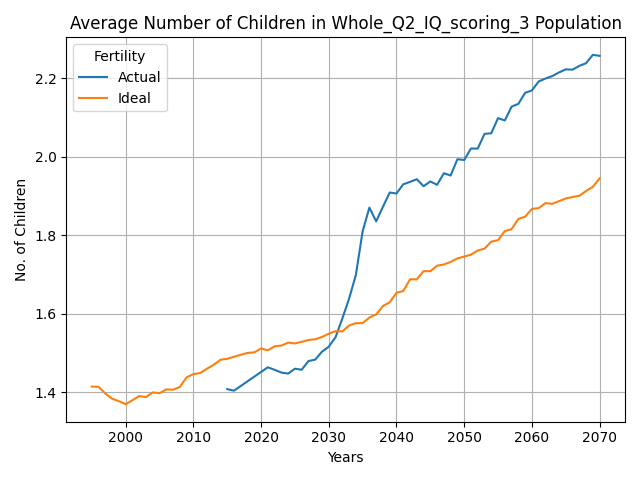 Average Number of Children in Whole_Q2_IQ_scoring_3 Population
Fertility
Actual
Ideal
2.2
2.0
1.8
1.6
1.4
No. of Children
2000 2010 2020 2030 2040 2050 2060 2070
Years